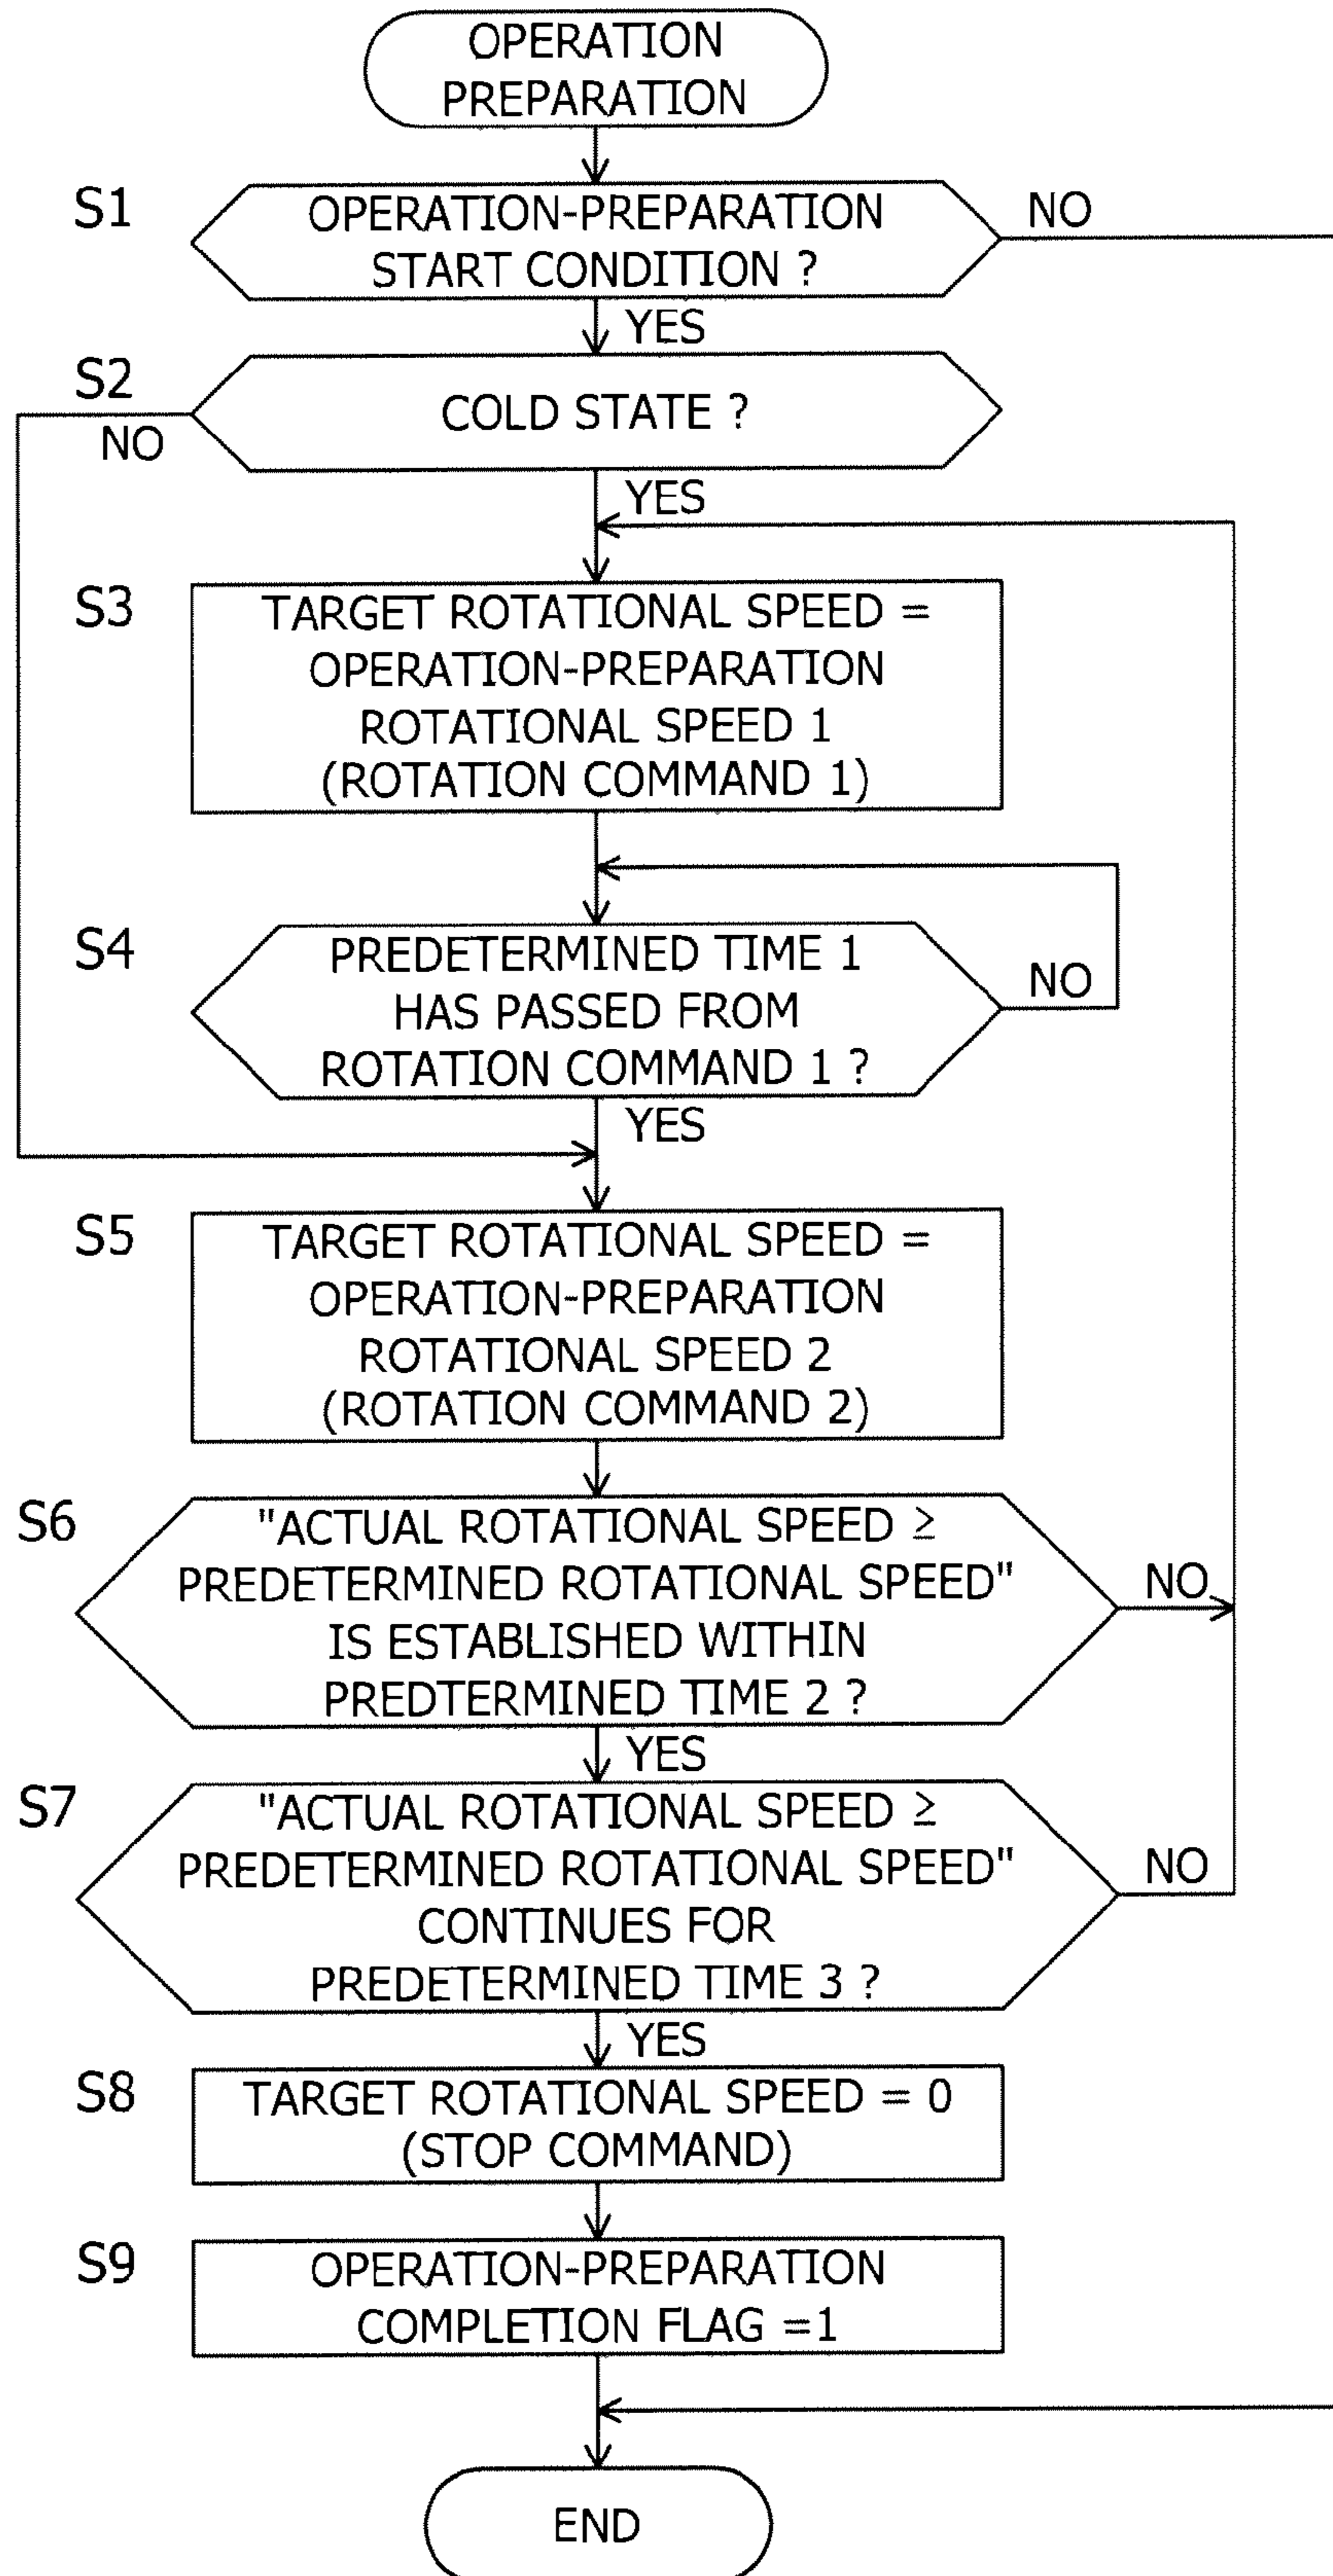 OPERATION
PREPARATION
S1
OPERATION-PREPARATION
START CONDITION ?
NO
YES
S2
COLD STATE ?
NO
YES
S3
TARGET ROTATIONAL SPEED =
OPERATION-PREPARATION
ROTATIONAL SPEED 1
(ROTATION COMMAND 1)
S4
PREDETERMINED TIME 1
HAS PASSED FROM
ROTATION COMMAND 1 ?
NO
YES
S5
TARGET ROTATIONAL SPEED =
OPERATION-PREPARATION
ROTATIONAL SPEED 2
(ROTATION COMMAND 2)
S6
"ACTUAL ROTATIONAL SPEED ≥
PREDETERMINED ROTATIONAL SPEED"
IS ESTABLISHED WITHIN
PREDTERMINED TIME 2 ?
NO
YES
S7
"ACTUAL ROTATIONAL SPEED ≥
PREDETERMINED ROTATIONAL SPEED"
CONTINUES FOR
PREDETERMINED TIME 3 ?
NO
YES
S8
TARGET ROTATIONAL SPEED = 0
(STOP COMMAND)
S9
OPERATION-PREPARATION
COMPLETION FLAG =1
END